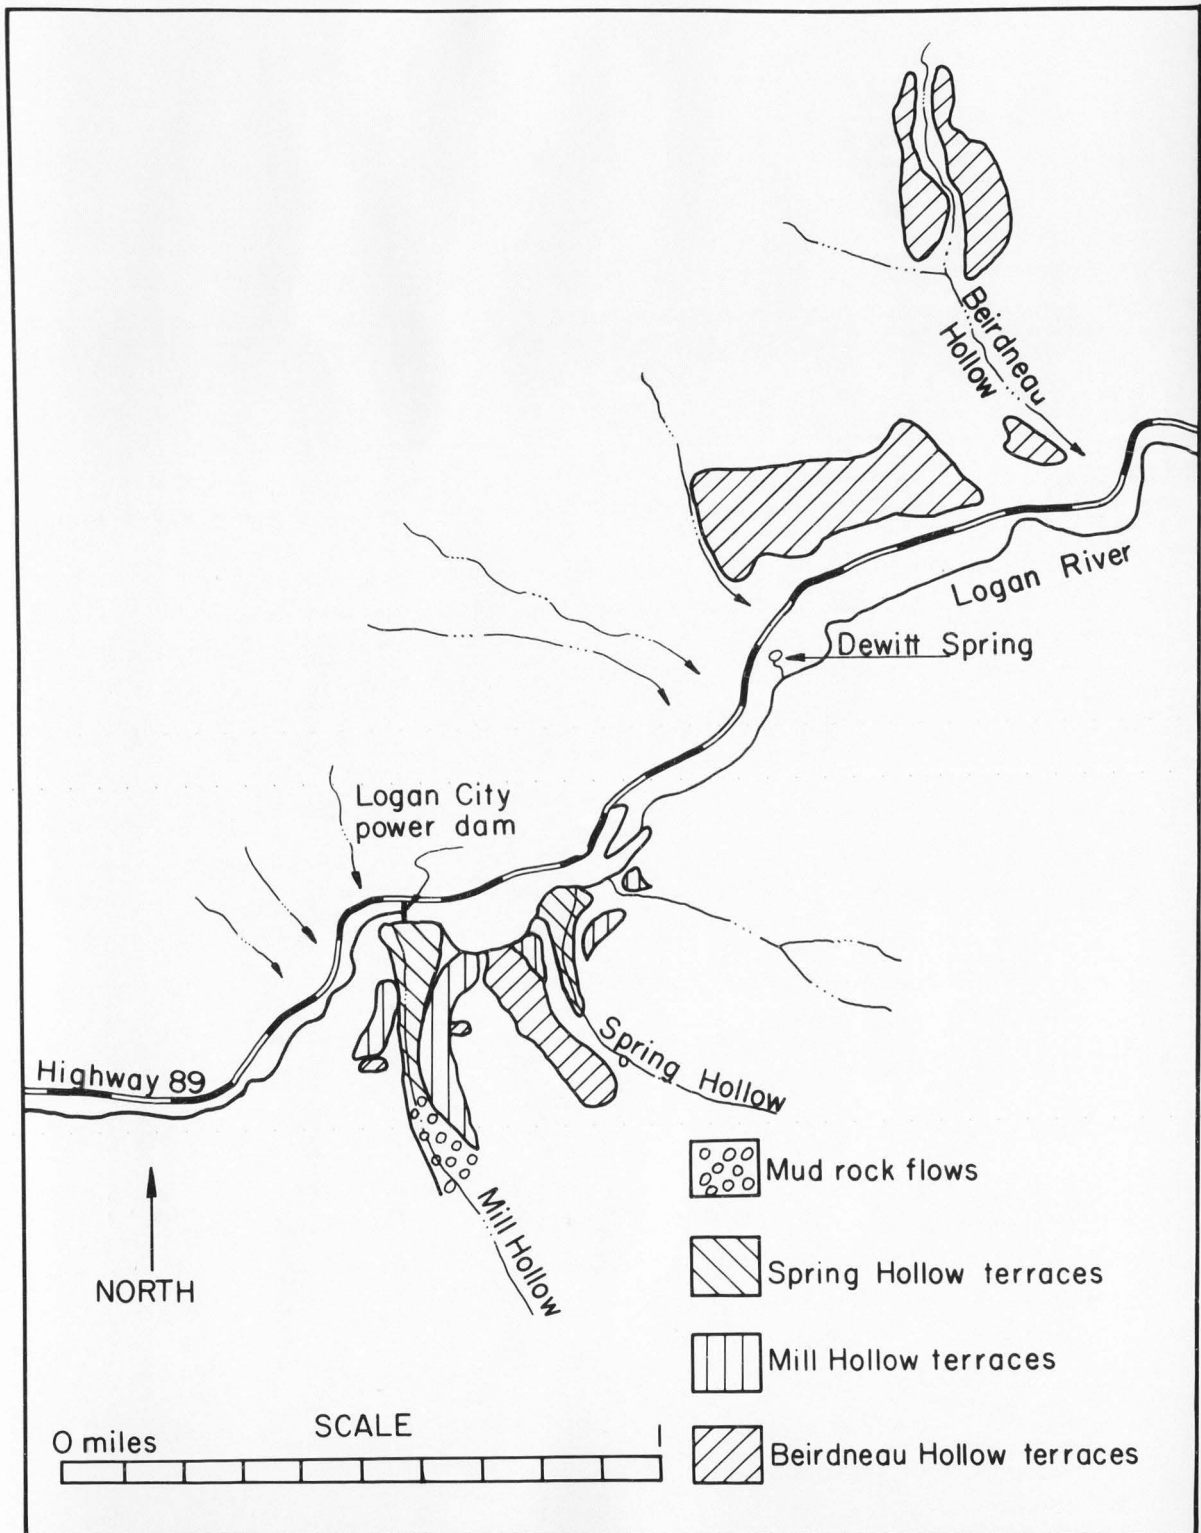 Beirdneau
Hollow
Logan River
Dewitt Spring
Logan City
power dam
Spring Hollow
Highway 89
Mill Hollow
NORTH
Mud rock flows
Spring Hollow terraces
Mill Hollow terraces
Beirdneau Hollow terraces
SCALE
0 miles 1